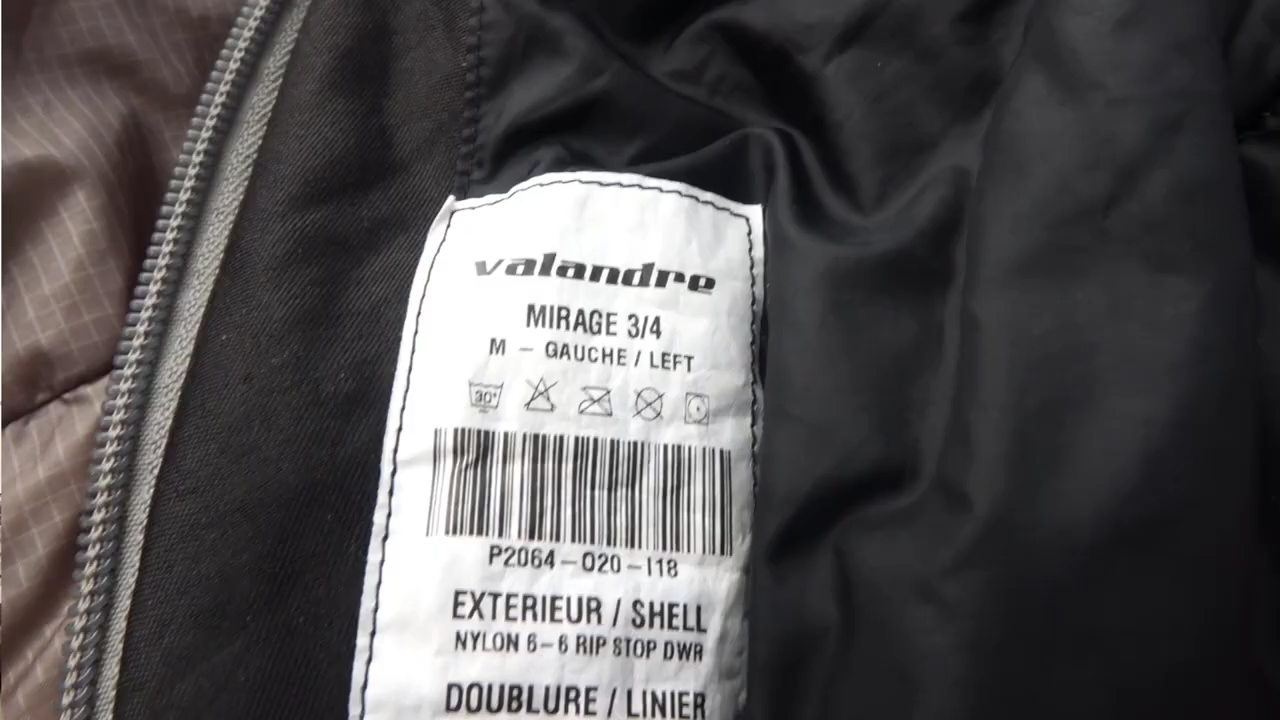 valandre
MIRAGE 3/4
M - GAUCHE / LEFT
30°
P2064-020-I18
EXTERIEUR / SHELL
NYLON 6-6 RIP STOP DWR
DOUBLURE / LINIER